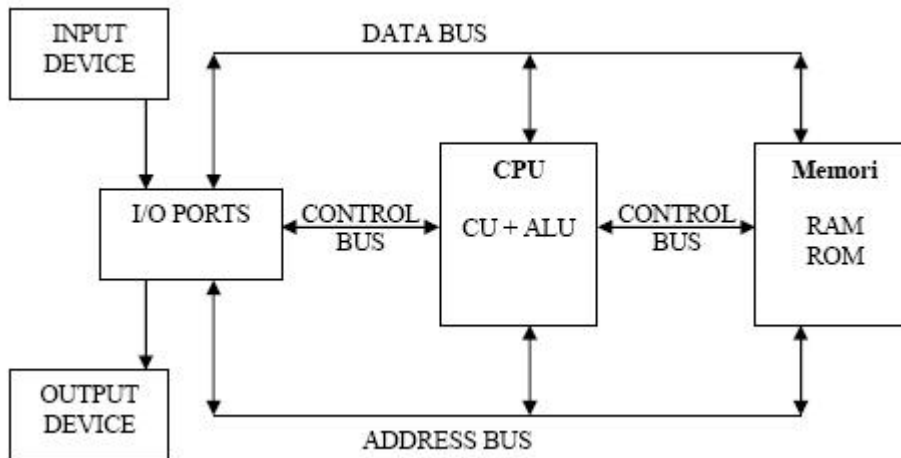 INPUT
DEVICE
DATA BUS
I/O PORTS
CONTROL
BUS
CPU
CU + ALU
CONTROL
BUS
Memori
RAM
ROM
OUTPUT
DEVICE
ADDRESS BUS